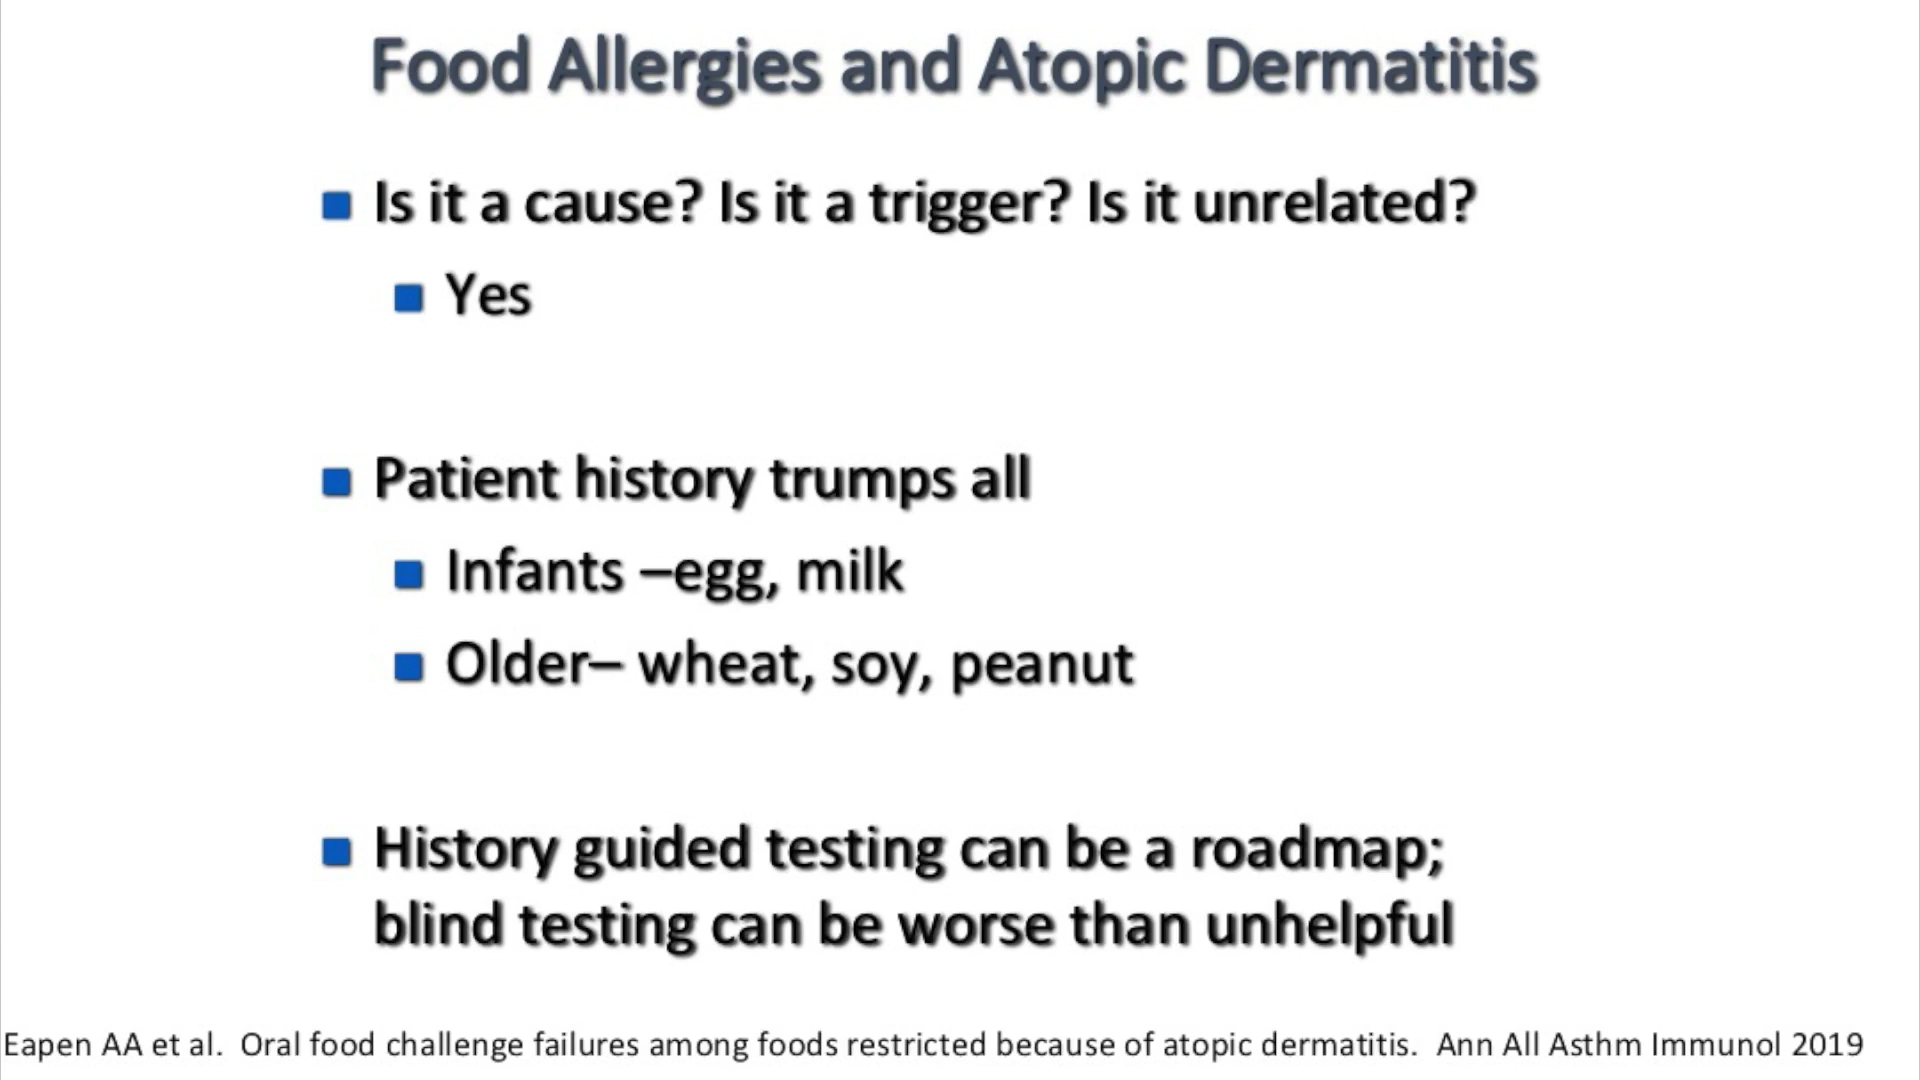 Food Allergies and Atopic Dermatitis
Is it a cause? Is it a trigger? Is it unrelated?
Yes
Patient history trumps all
Infants –egg, milk
Older– wheat, soy, peanut
History guided testing can be a roadmap;
blind testing can be worse than unhelpful
Eapen AA et al.  Oral food challenge failures among foods restricted because of atopic dermatitis.  Ann All Asthm Immunol 2019